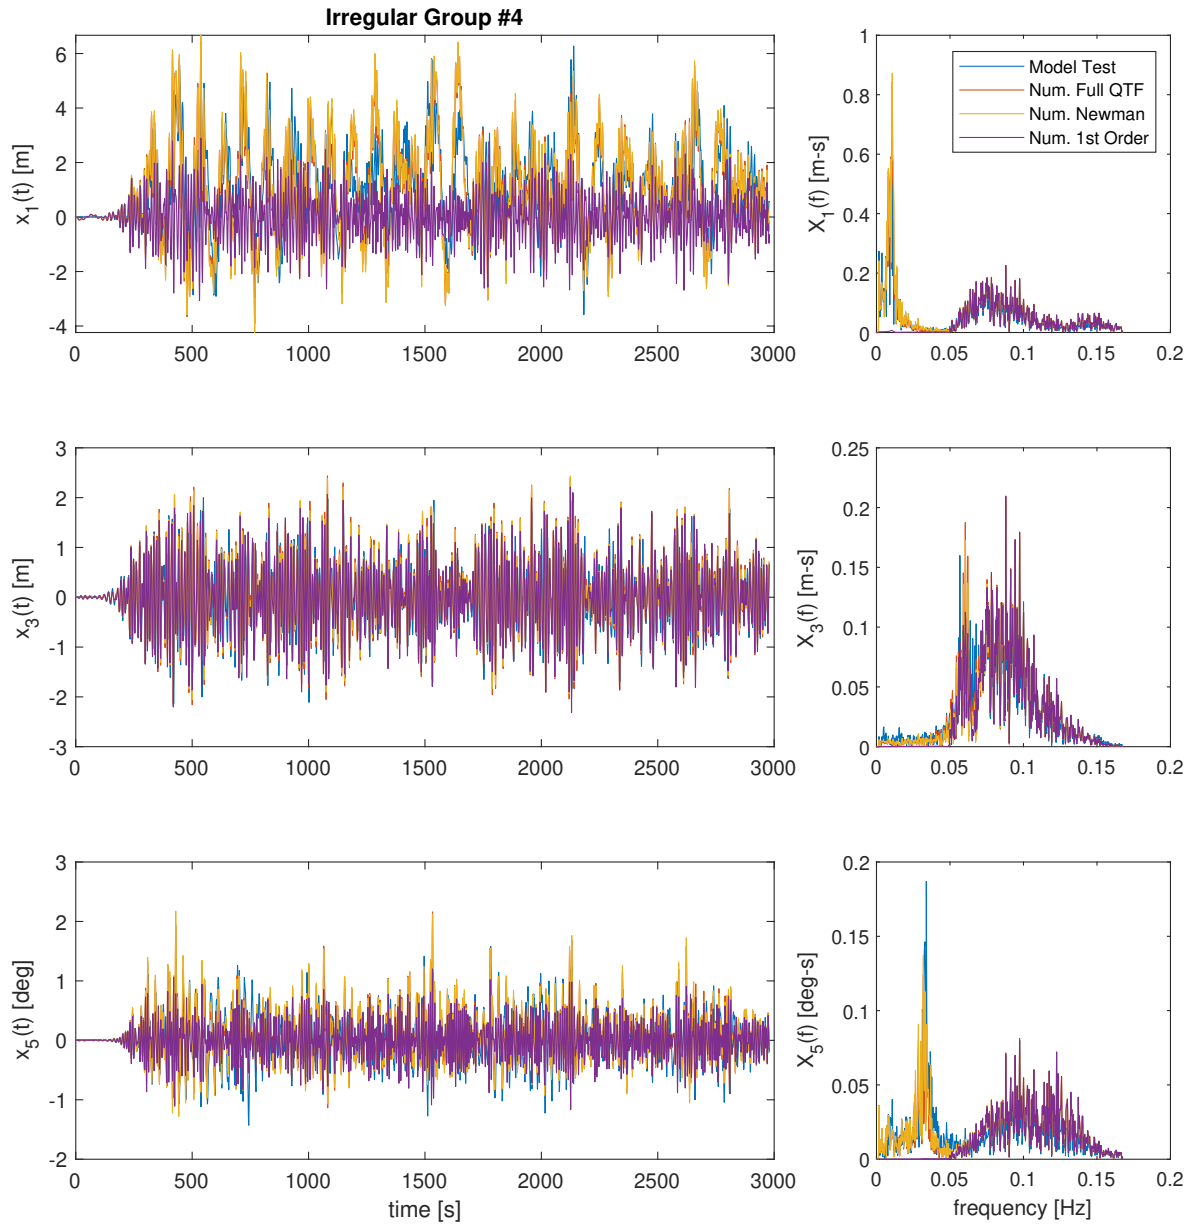 Irregular Group #4
x1(t) [m]
6
4
2
0
-2
-4
0 500 1000 1500 2000 2500 3000
X1(f) [m-s]
1
0.8
0.6
0.4
0.2
0
0 0.05 0.1 0.15 0.2
Model Test
Num. Full QTF
Num. Newman
Num. 1st Order
x3(t) [m]
3
2
1
0
-1
-2
-3
0 500 1000 1500 2000 2500 3000
X3(f) [m-s]
0.25
0.2
0.15
0.1
0.05
0
0 0.05 0.1 0.15 0.2
x5(t) [deg]
3
2
1
0
-1
-2
0 500 1000 1500 2000 2500 3000
time [s]
X5(f) [deg-s]
0.2
0.15
0.1
0.05
0
0 0.05 0.1 0.15 0.2
frequency [Hz]